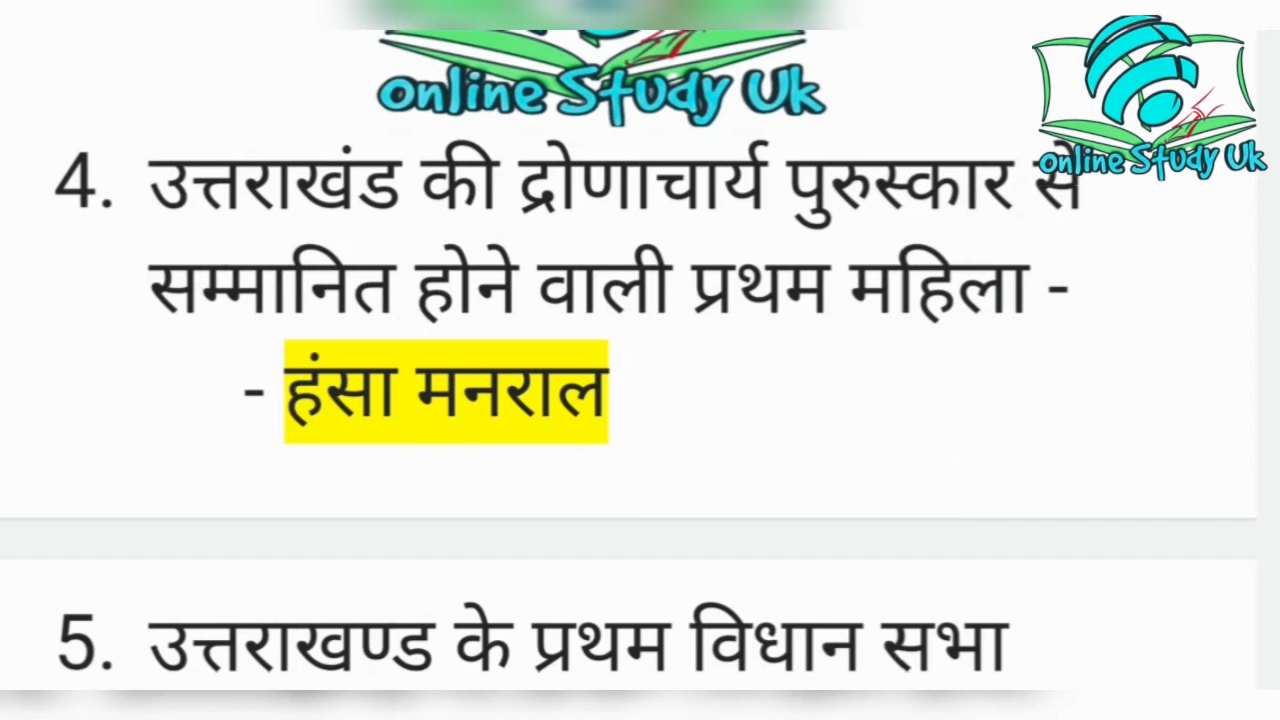 online Study Uk
online Study Uk
4. उत्तराखंड की द्रोणाचार्य पुरुस्कार से
सम्मानित होने वाली प्रथम महिला -
- हंसा मनराल
5. उत्तराखण्ड के प्रथम विधान सभा